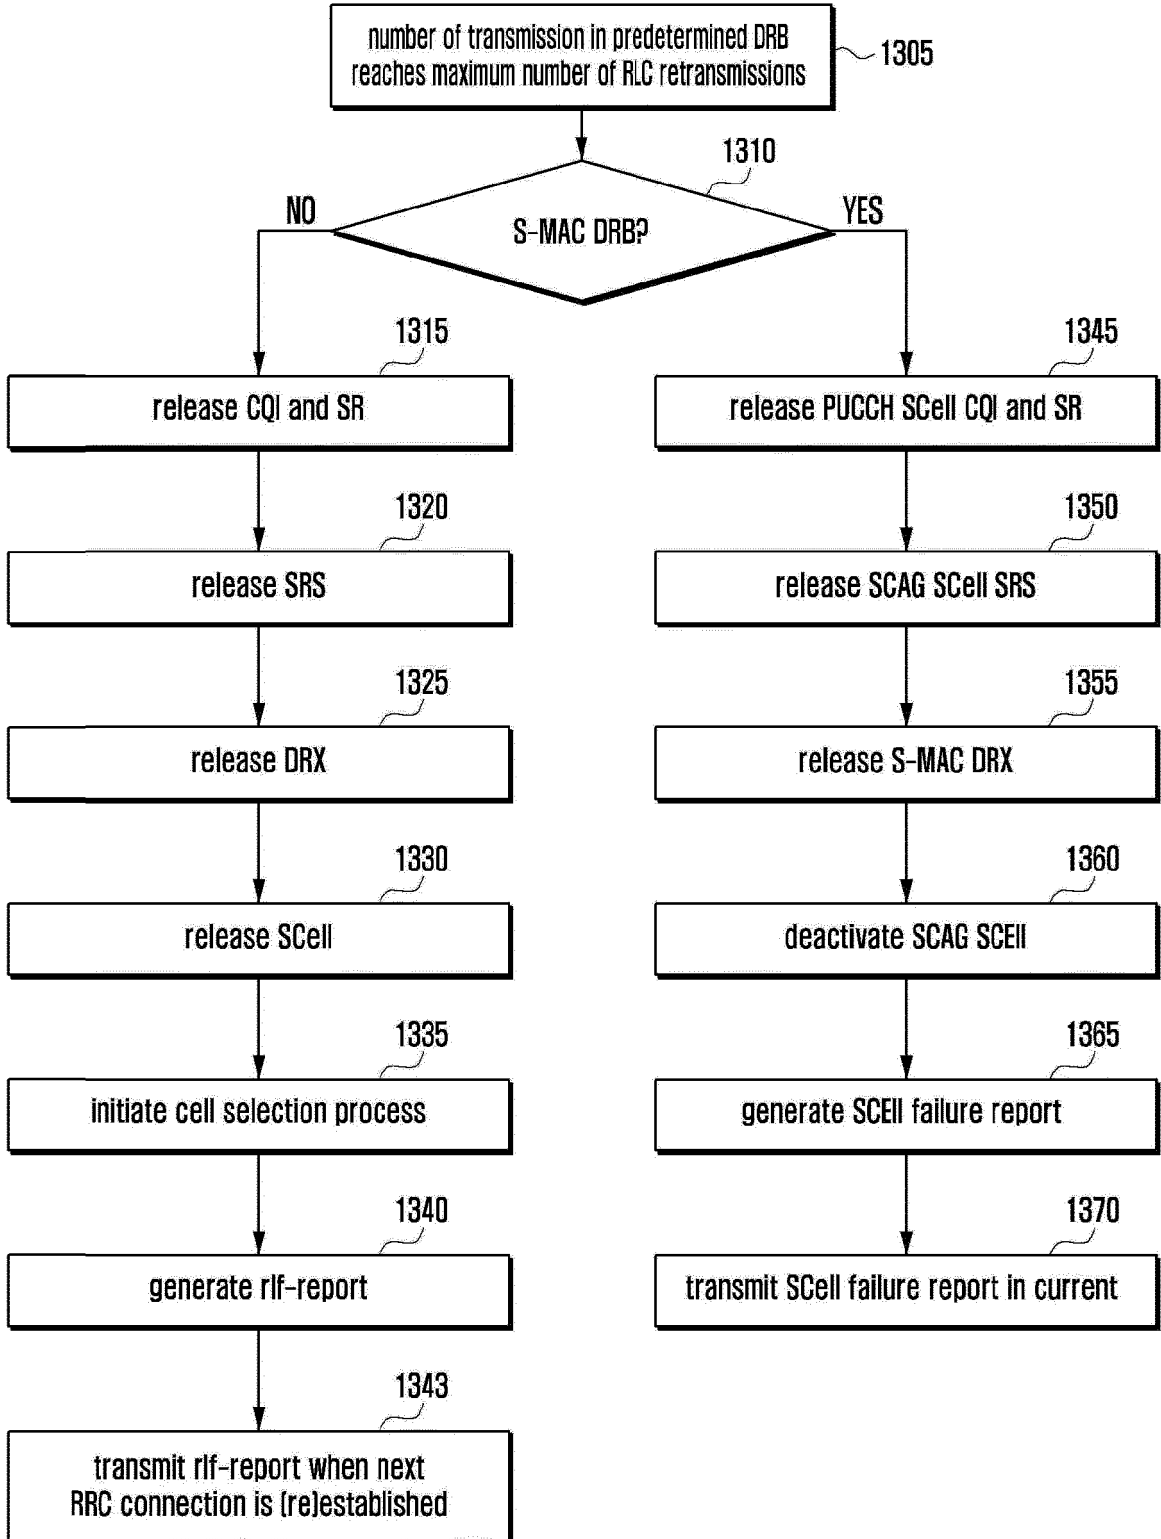 number of transmission in predetermined DRB
reaches maximum number of RLC retransmissions
1305
1310
S-MAC DRB?
NO
YES
1315
release CQI and SR
1320
release SRS
1325
release DRX
1330
release SCell
1335
initiate cell selection process
1340
generate rlf-report
1343
transmit rlf-report when next
RRC connection is (re)established
1345
release PUCCH SCell CQI and SR
1350
release SCAG SCell SRS
1355
release S-MAC DRX
1360
deactivate SCAG SCEll
1365
generate SCEll failure report
1370
transmit SCell failure report in current